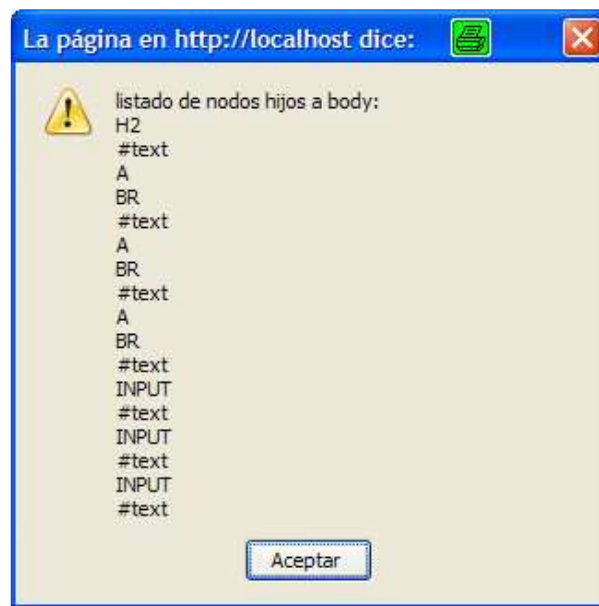 La página en http://localhost dice:
listado de nodos hijos a body:
H2
#text
A
BR
#text
A
BR
#text
A
BR
#text
INPUT
#text
INPUT
#text
INPUT
#text
Aceptar